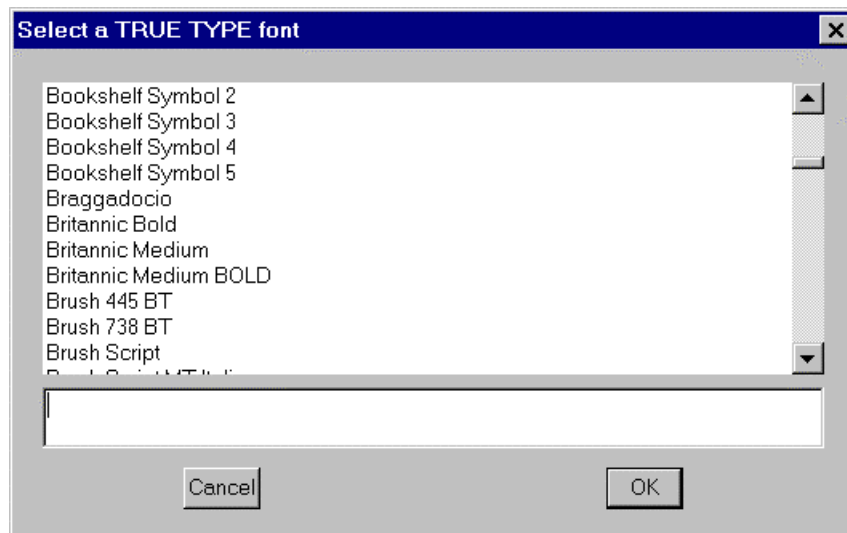 Select a TRUE TYPE font
Bookshelf Symbol 2
Bookshelf Symbol 3
Bookshelf Symbol 4
Bookshelf Symbol 5
Braggadocio
Britannic Bold
Britannic Medium
Britannic Medium BOLD
Brush 445 BT
Brush 738 BT
Brush Script
Cancel
OK